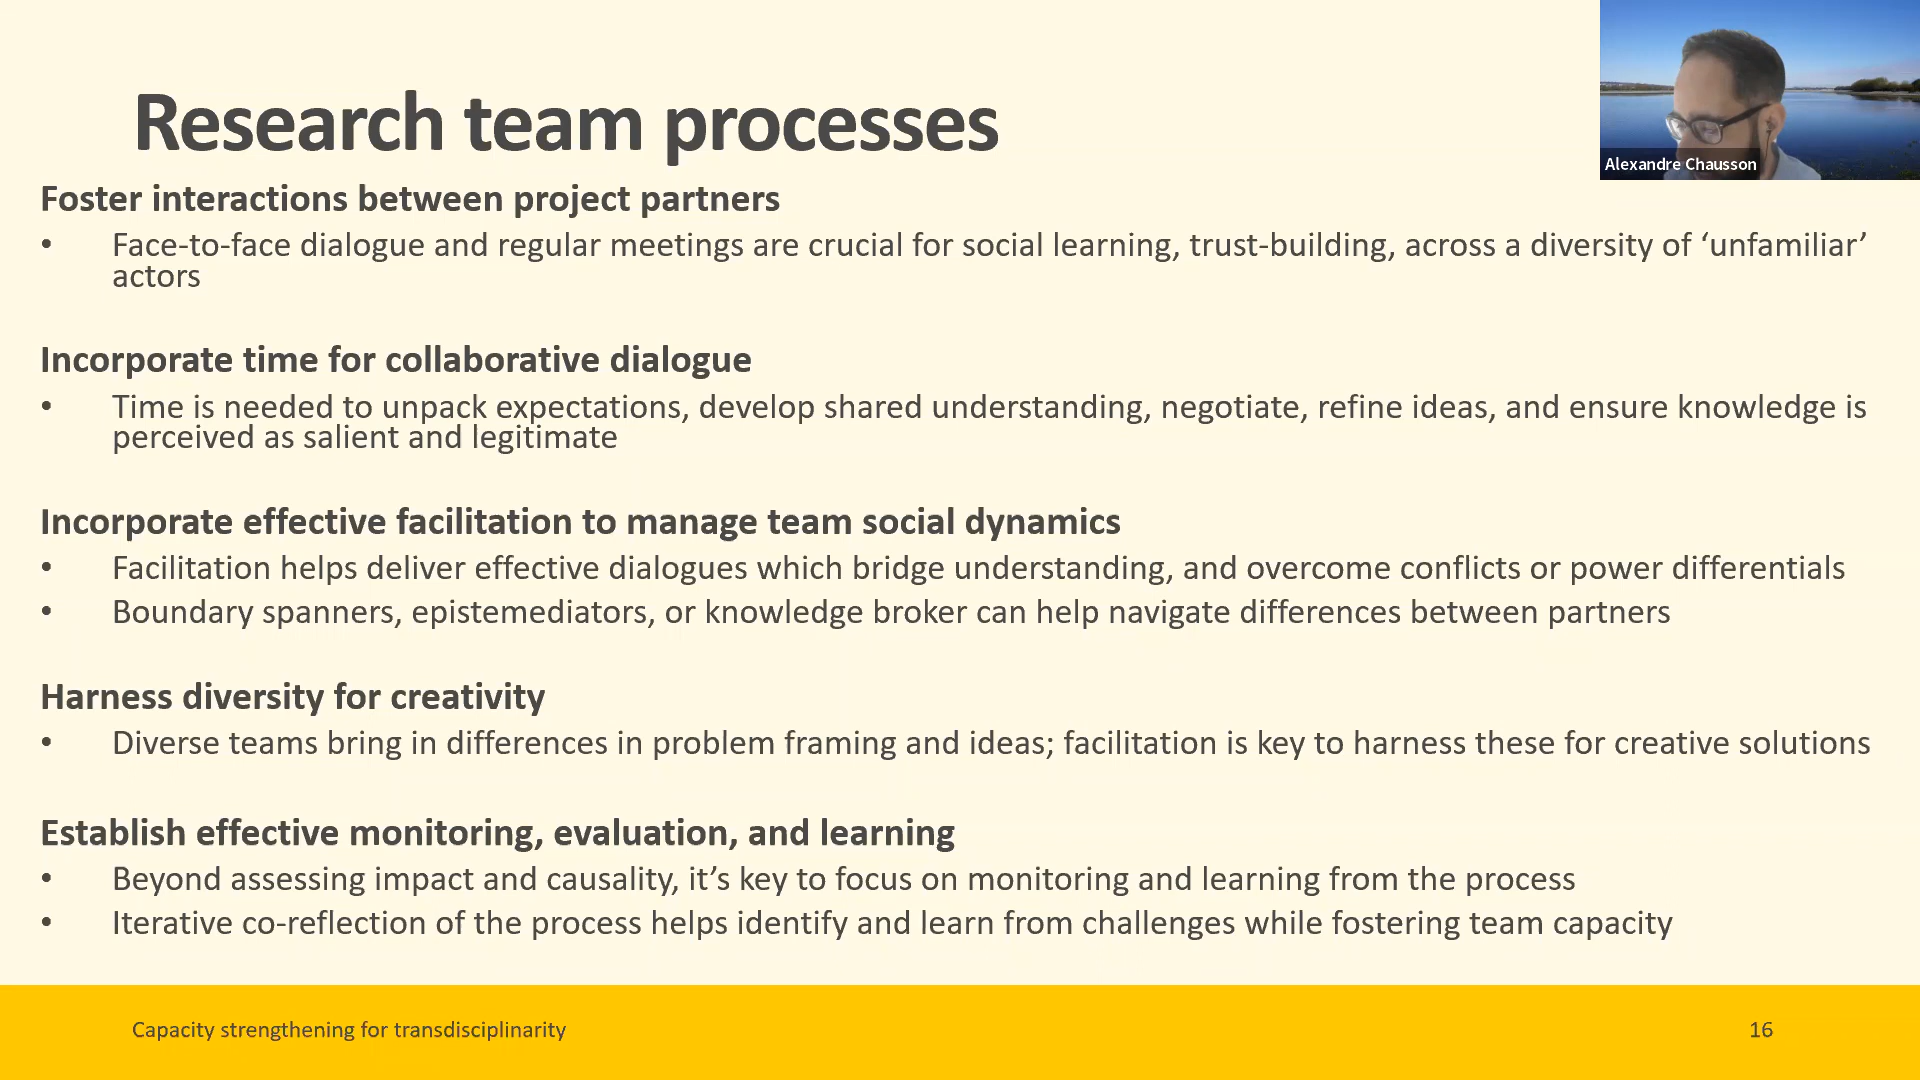 Research team processes
Alexandre Chausson
Foster interactions between project partners
• Face-to-face dialogue and regular meetings are crucial for social learning, trust-building, across a diversity of ‘unfamiliar’
actors
Incorporate time for collaborative dialogue
• Time is needed to unpack expectations, develop shared understanding, negotiate, refine ideas, and ensure knowledge is
perceived as salient and legitimate
Incorporate effective facilitation to manage team social dynamics
• Facilitation helps deliver effective dialogues which bridge understanding, and overcome conflicts or power differentials
• Boundary spanners, epistemediators, or knowledge broker can help navigate differences between partners
Harness diversity for creativity
• Diverse teams bring in differences in problem framing and ideas; facilitation is key to harness these for creative solutions
Establish effective monitoring, evaluation, and learning
• Beyond assessing impact and causality, it’s key to focus on monitoring and learning from the process
• Iterative co-reflection of the process helps identify and learn from challenges while fostering team capacity
Capacity strengthening for transdisciplinarity
16